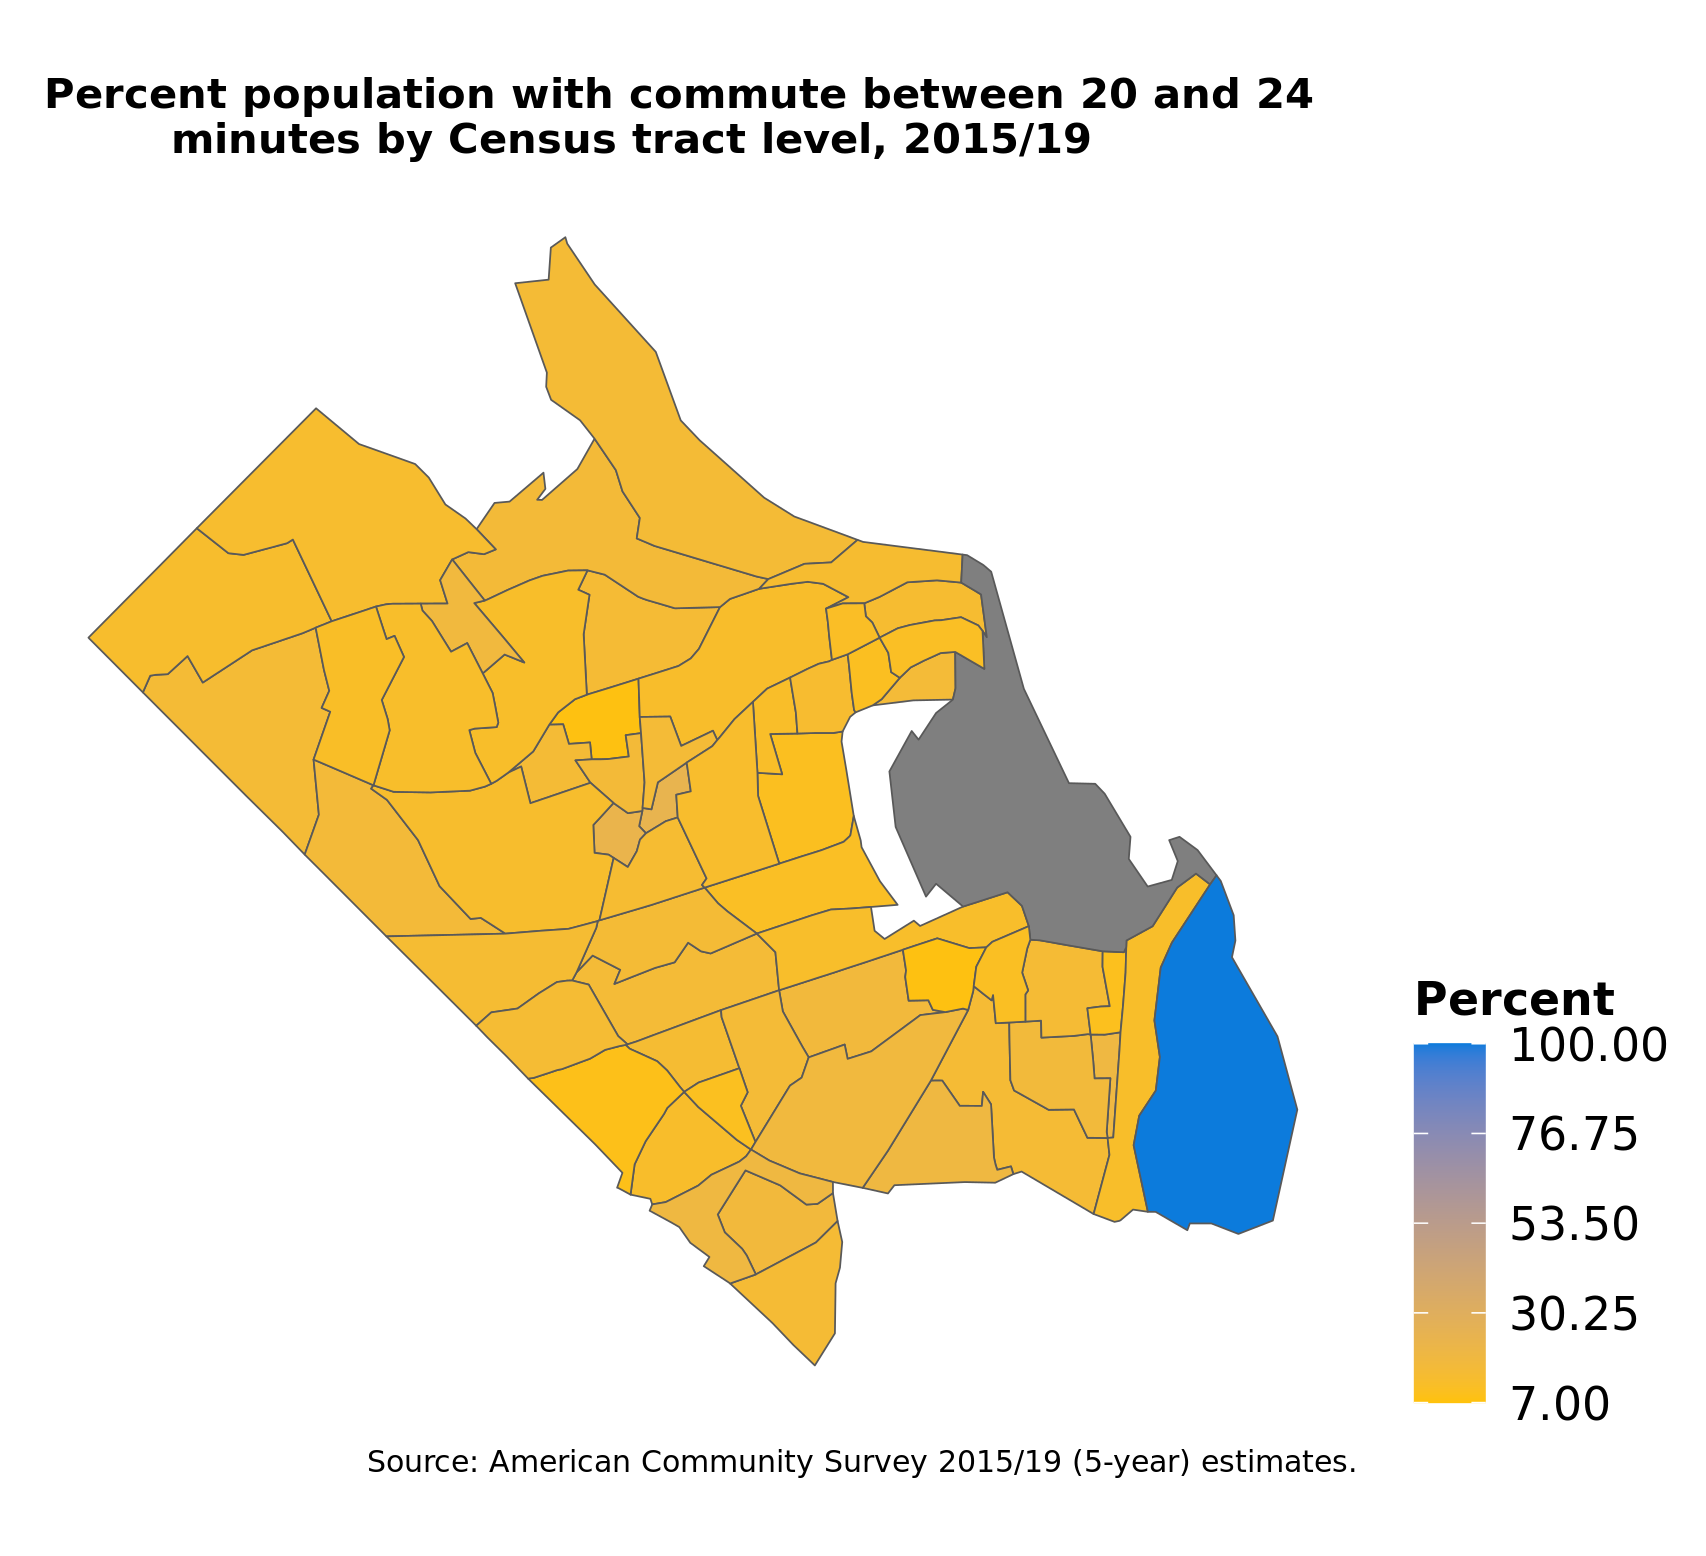 Percent population with commute between 20 and 24
minutes by Census tract level, 2015/19
Percent
100.00
76.75
53.50
30.25
7.00
Source: American Community Survey 2015/19 (5-year) estimates.